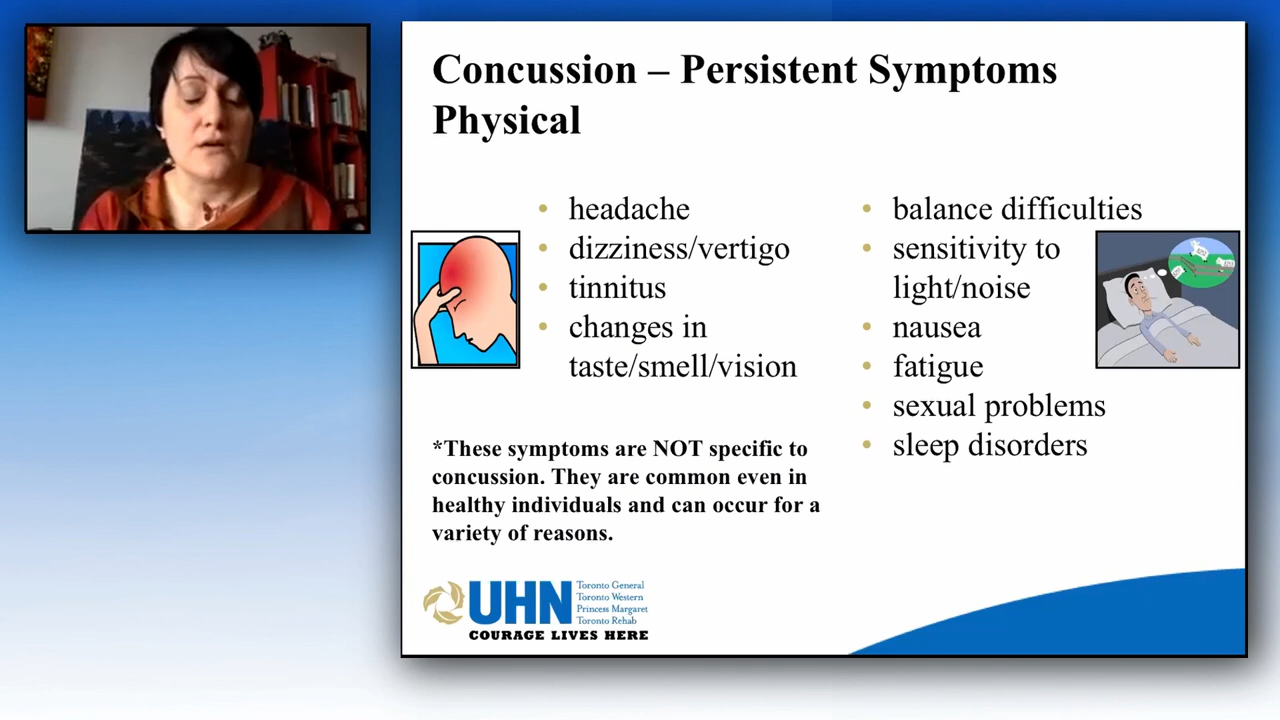 Concussion – Persistent Symptoms
Physical
• headache
• dizziness/vertigo
• tinnitus
• changes in
taste/smell/vision
• balance difficulties
• sensitivity to
light/noise
• nausea
• fatigue
• sexual problems
• sleep disorders
*These symptoms are NOT specific to
concussion. They are common even in
healthy individuals and can occur for a
variety of reasons.
UHN
Toronto General
Toronto Western
Princess Margaret
Toronto Rehab
COURAGE LIVES HERE